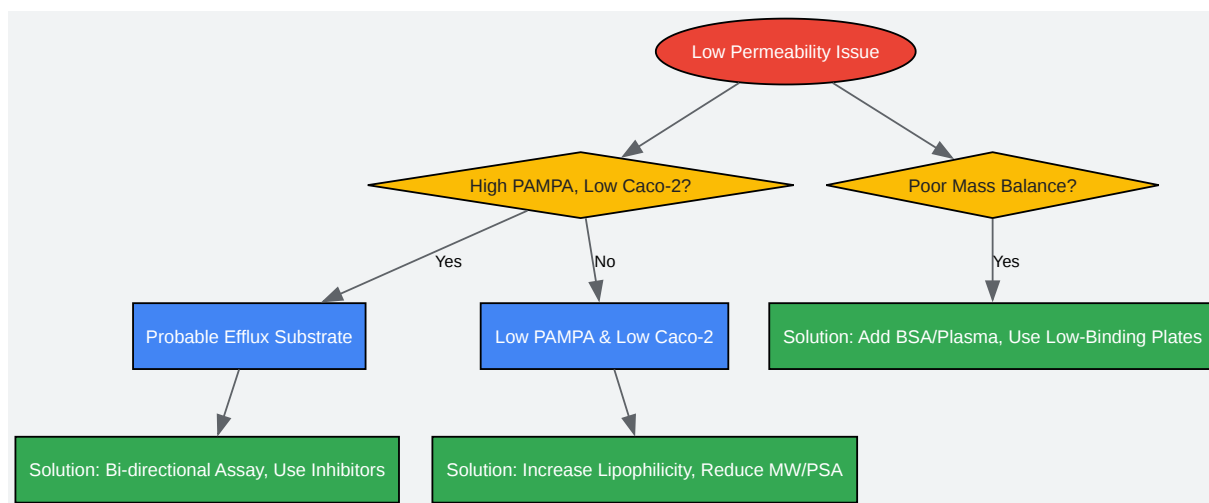 Low Permeability Issue
High PAMPA, Low Caco-2?
Poor Mass Balance?
Yes
No
Yes
Probable Efflux Substrate
Low PAMPA & Low Caco-2
Solution: Add BSA/Plasma, Use Low-Binding Plates
Solution: Bi-directional Assay, Use Inhibitors
Solution: Increase Lipophilicity, Reduce MW/PSA